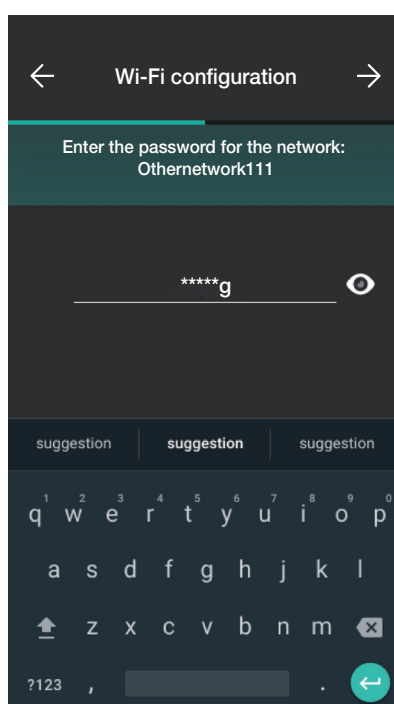 Wi-Fi configuration
Enter the password for the network:
Othernetwork111
*****g
suggestion suggestion suggestion
1 2 3 4 5 6 7 8 9 0
q w e r t y u i o p
a s d f g h j k l
z x c v b n m
?123 , .